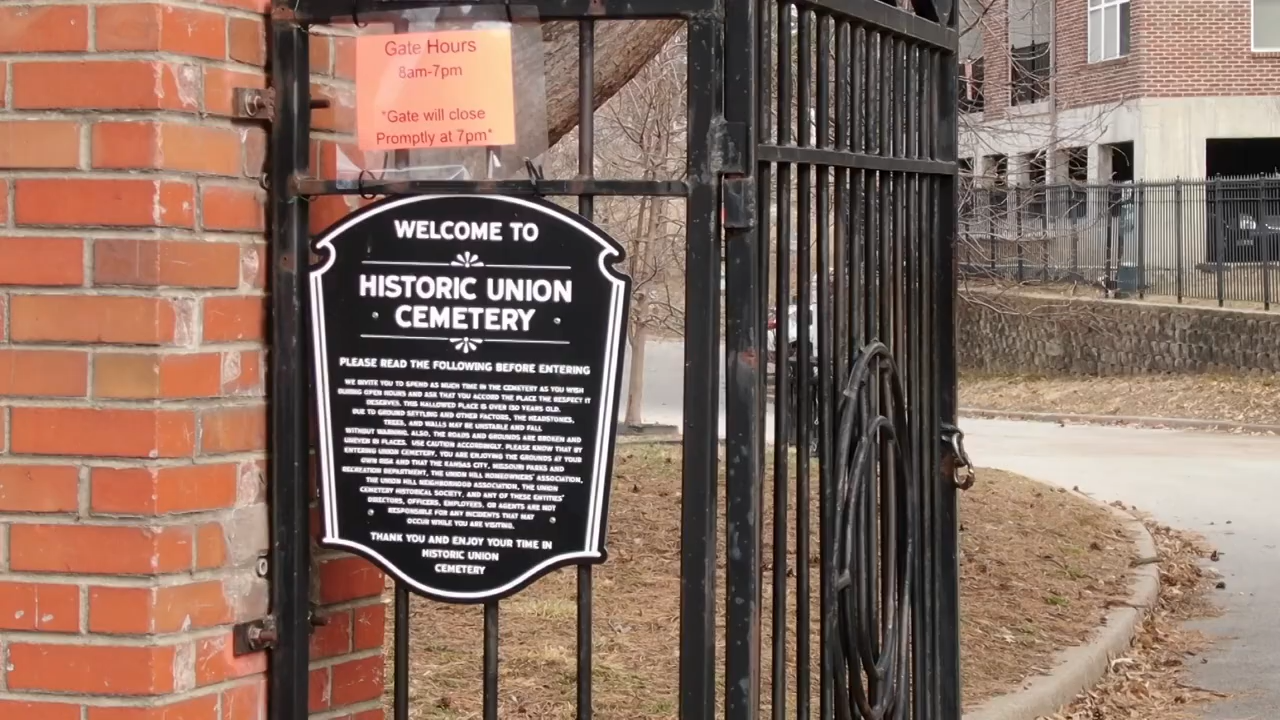 Gate Hours
8am-7pm
*Gate will close
Promptly at 7pm*
WELCOME TO
HISTORIC UNION
CEMETERY
PLEASE READ THE FOLLOWING BEFORE ENTERING
WE INVITE YOU TO SPEND AS MUCH TIME IN THE CEMETERY AS YOU WISH
DURING OPEN HOURS AND ASK THAT YOU ACCORD THE PLACE THE RESPECT IT
DESERVES. THIS HALLOWED PLACE IS OVER 150 YEARS OLD.
DUE TO GROUND SETTLING AND OTHER FACTORS, THE HEADSTONES,
TREES, AND WALLS MAY BE UNSTABLE AND FALL
WITHOUT WARNING. ALSO, THE ROADS AND GROUNDS ARE BROKEN AND
UNEVEN IN PLACES. USE CAUTION ACCORDINGLY. PLEASE KNOW THAT BY
ENTERING UNION CEMETERY, YOU ARE ENJOYING THE GROUNDS AT YOUR
OWN RISK AND THAT THE KANSAS CITY, MISSOURI PARKS AND
RECREATION DEPARTMENT, THE UNION HILL HOMEOWNERS' ASSOCIATION,
THE UNION HILL NEIGHBORHOOD ASSOCIATION, THE UNION
CEMETERY HISTORICAL SOCIETY, AND ANY OF THESE ENTITIES'
DIRECTORS, OFFICERS, EMPLOYEES, OR AGENTS ARE NOT
RESPONSIBLE FOR ANY INCIDENTS THAT MAY
OCCUR WHILE YOU ARE VISITING.
THANK YOU AND ENJOY YOUR TIME IN
HISTORIC UNION
CEMETERY